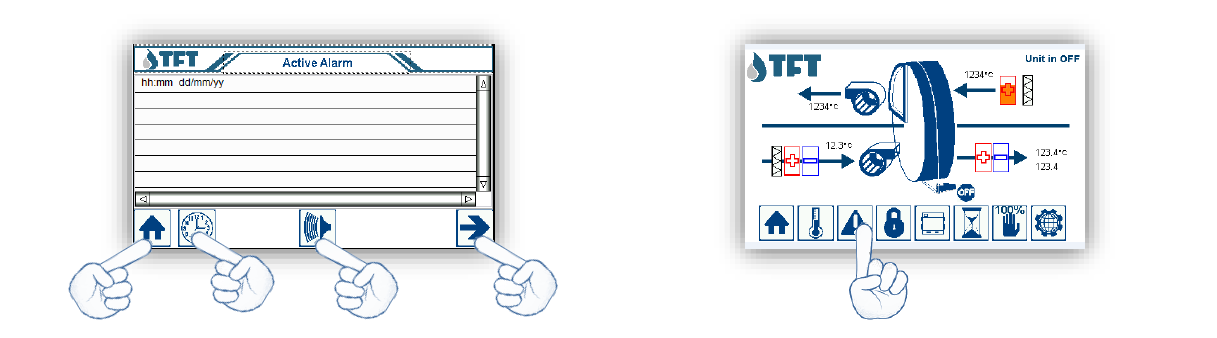 TFT
Active Alarm
hh:mm dd/mm/yy
TFT
Unit in OFF
1234°C
1234°C
12.3°C
123.4°C
123.4
OFF
100%